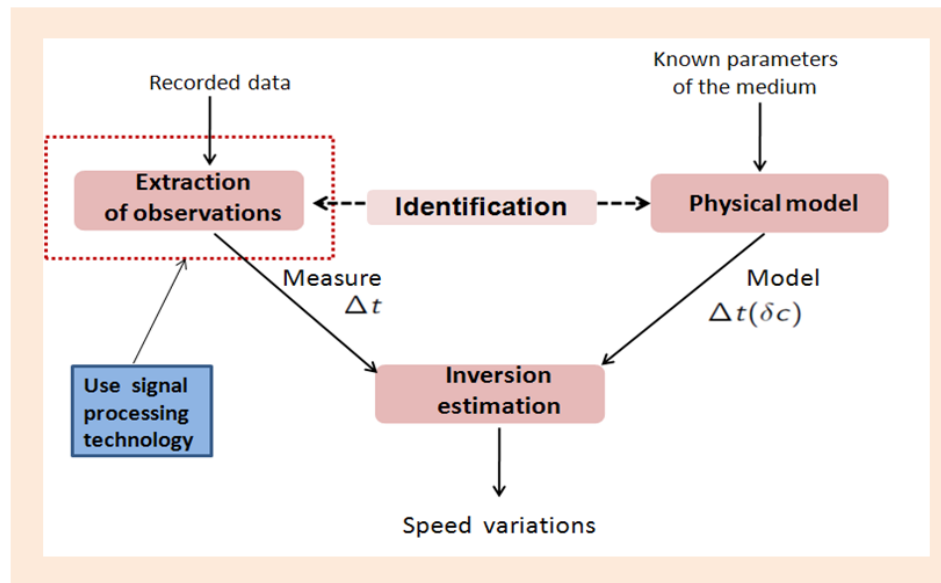 Recorded data
Known parameters
of the medium
Extraction
of observations
Identification
Physical model
Measure
Δt
Model
Δt(δc)
Inversion
estimation
Use signal
processing
technology
Speed variations